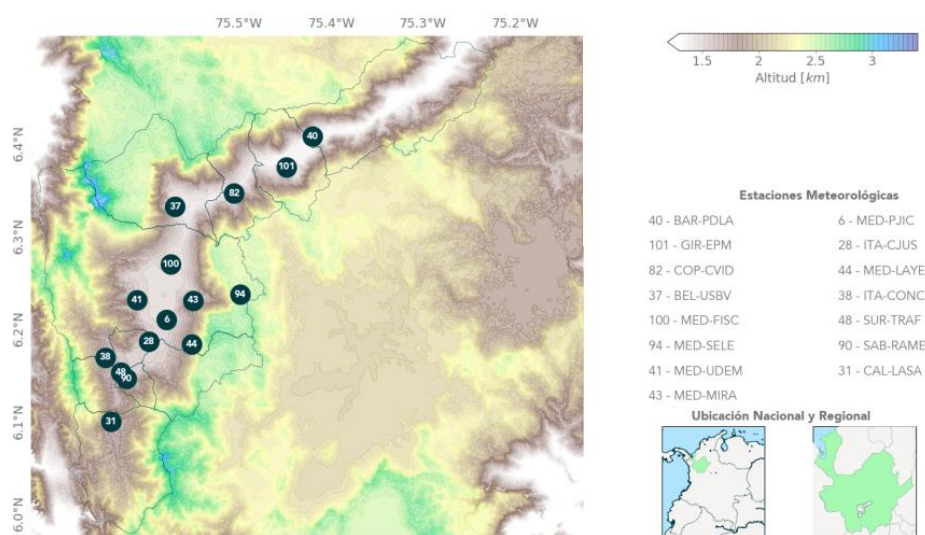 75.5°W 75.4°W 75.3°W 75.2°W
6.4°N
6.3°N
6.2°N
6.1°N
6.0°N
40
101
82
37
100
94
41
43
6
28
44
38
48
90
31
1.5 2 2.5 3
Altitud [km]
Estaciones Meteorológicas
40 - BAR-PDLA 6 - MED-PJIC
101 - GIR-EPM 28 - ITA-CJUS
82 - COP-CVID 44 - MED-LAYE
37 - BEL-USBV 38 - ITA-CONC
100 - MED-FISC 48 - SUR-TRAF
94 - MED-SELE 90 - SAB-RAME
41 - MED-UDEM 31 - CAL-LASA
43 - MED-MIRA
Ubicación Nacional y Regional